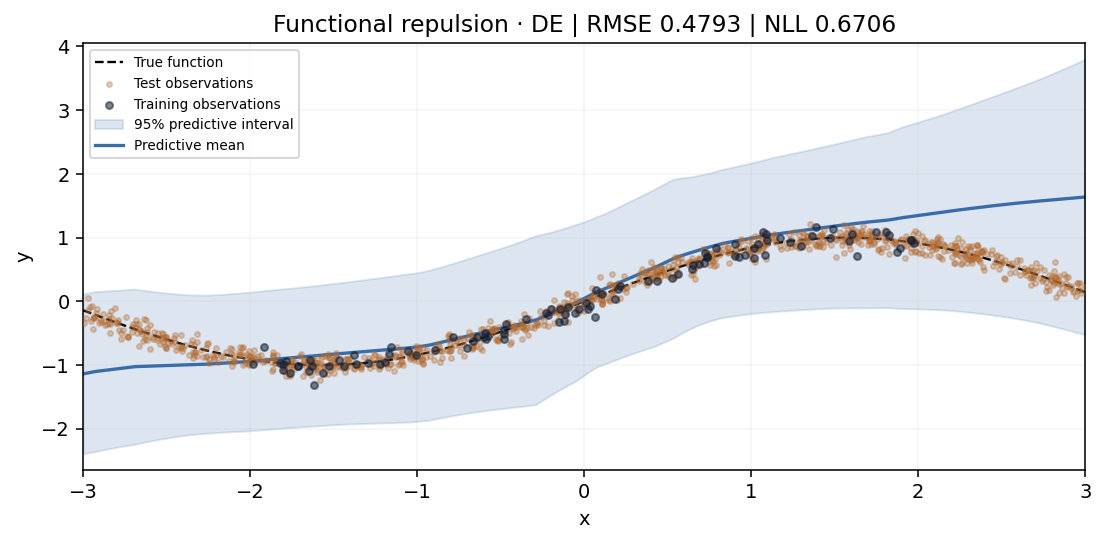 Functional repulsion · DE | RMSE 0.4793 | NLL 0.6706
True function
Test observations
Training observations
95% predictive interval
Predictive mean
4
3
2
1
0
−1
−2
y
−3
−2
−1
0
1
2
3
x